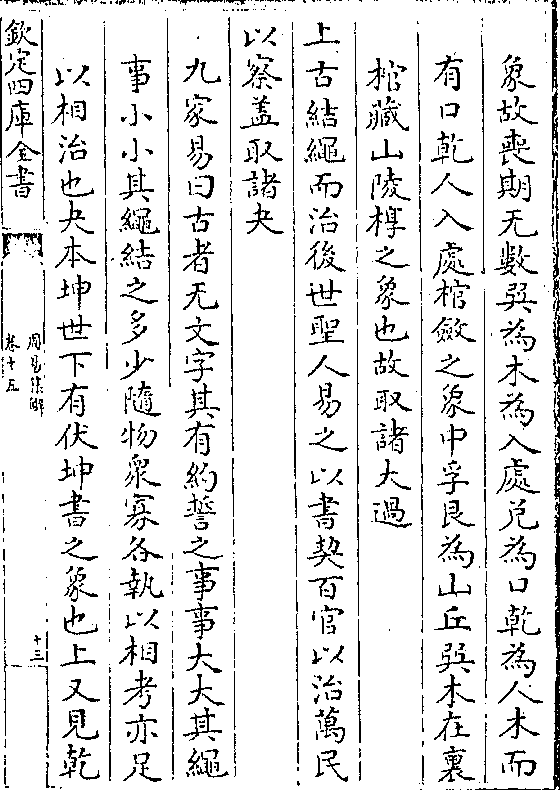 象故喪期无數巽為木為入處兌為口乾為人木而
有口乾人入處棺斂之象中孚艮為山丘巽木在裏
棺藏山陵椁之象也故取諸大過
上古結繩而治後世聖人易之以書契百官以治萬民
以察盖取諸夬
九家易曰古者无文字其有約誓之事事大大其繩
事小小其繩結之多少隨物衆寡各執以相考亦足
以相治也夬本坤世下有伏坤書之象也上又見乾
欽定四庫全書
周易集解
卷十五
十三